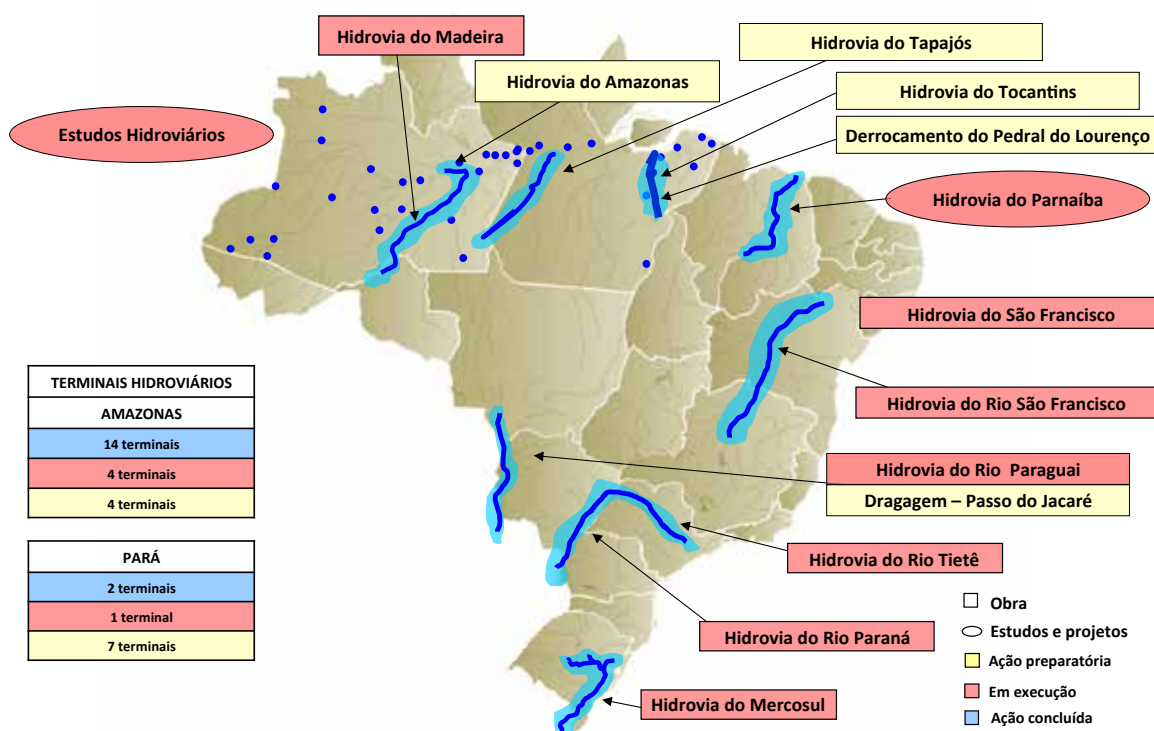 Hidrovia do Madeira
Hidrovia do Tapajós
Hidrovia do Amazonas
Hidrovia do Tocantins
Estudos Hidroviários
Derrocamento do Pedral do Lourenço
Hidrovia do Parnaíba
Hidrovia do São Francisco
Hidrovia do Rio São Francisco
TERMINAIS HIDROVIÁRIOS
AMAZONAS
14 terminais
4 terminais
4 terminais
Hidrovia do Rio Paraguai
Dragagem – Passo do Jacaré
PARÁ
2 terminais
1 terminal
7 terminais
Hidrovia do Rio Tietê
Hidrovia do Rio Paraná
Hidrovia do Mercosul
Obra
Estudos e projetos
Ação preparatória
Em execução
Ação concluída